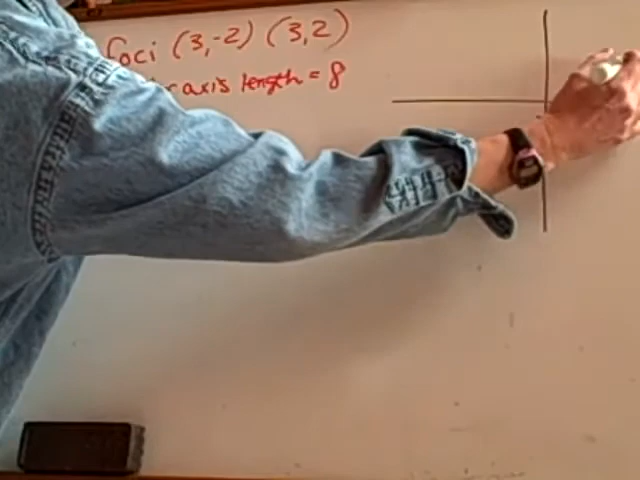 foci (3,-2) (3,2)
axis length = 8